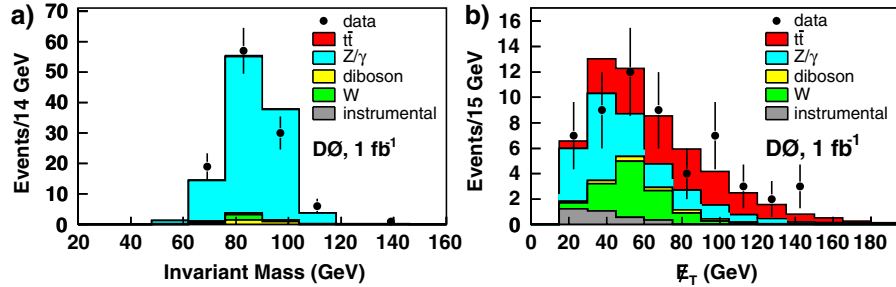 a)
Events/14 GeV
70
60
50
40
30
20
10
0
data
tt̄
Z/γ
diboson
W
instrumental
DØ, 1 fb⁻¹
20 40 60 80 100 120 140 160
Invariant Mass (GeV)
b)
Events/15 GeV
16
14
12
10
8
6
4
2
0
data
tt̄
Z/γ
diboson
W
instrumental
DØ, 1 fb⁻¹
20 40 60 80 100 120 140 160 180
E̸_T (GeV)